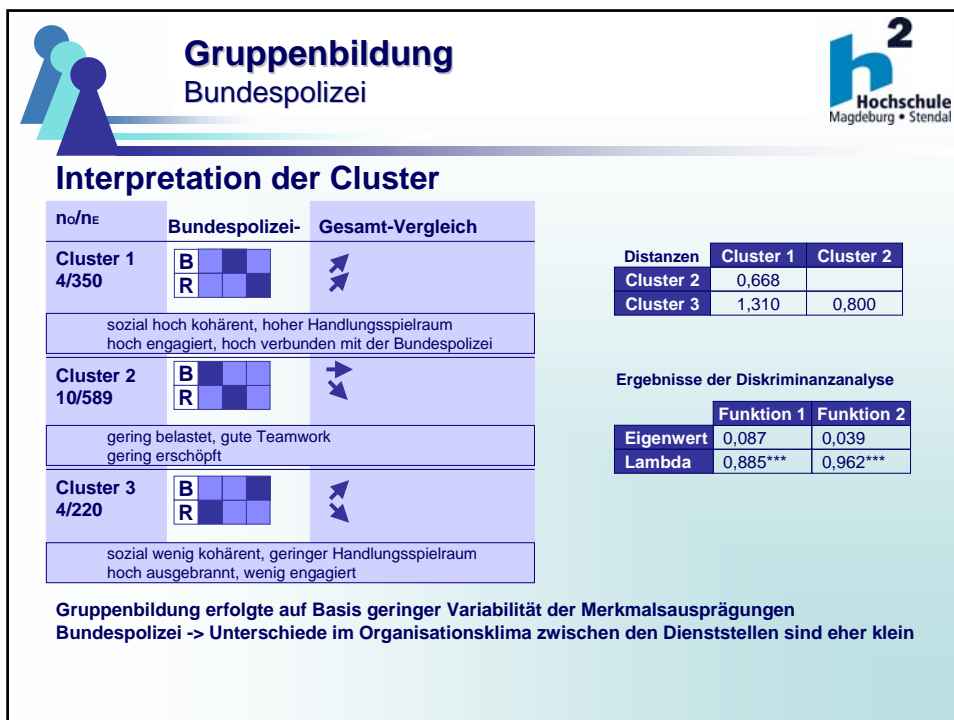 Gruppenbildung
Bundespolizei
h2
Hochschule
Magdeburg • Stendal
Interpretation der Cluster
nO/nE
Bundespolizei- Gesamt-Vergleich
Cluster 1
4/350
B
R
sozial hoch kohärent, hoher Handlungsspielraum
hoch engagiert, hoch verbunden mit der Bundespolizei
Cluster 2
10/589
B
R
gering belastet, gute Teamwork
gering erschöpft
Cluster 3
4/220
B
R
sozial wenig kohärent, geringer Handlungsspielraum
hoch ausgebrannt, wenig engagiert
Distanzen Cluster 1 Cluster 2
Cluster 2 0,668
Cluster 3 1,310 0,800
Ergebnisse der Diskriminanzanalyse
Funktion 1 Funktion 2
Eigenwert 0,087 0,039
Lambda 0,885*** 0,962***
Gruppenbildung erfolgte auf Basis geringer Variabilität der Merkmalsausprägungen
Bundespolizei -> Unterschiede im Organisationsklima zwischen den Dienststellen sind eher klein